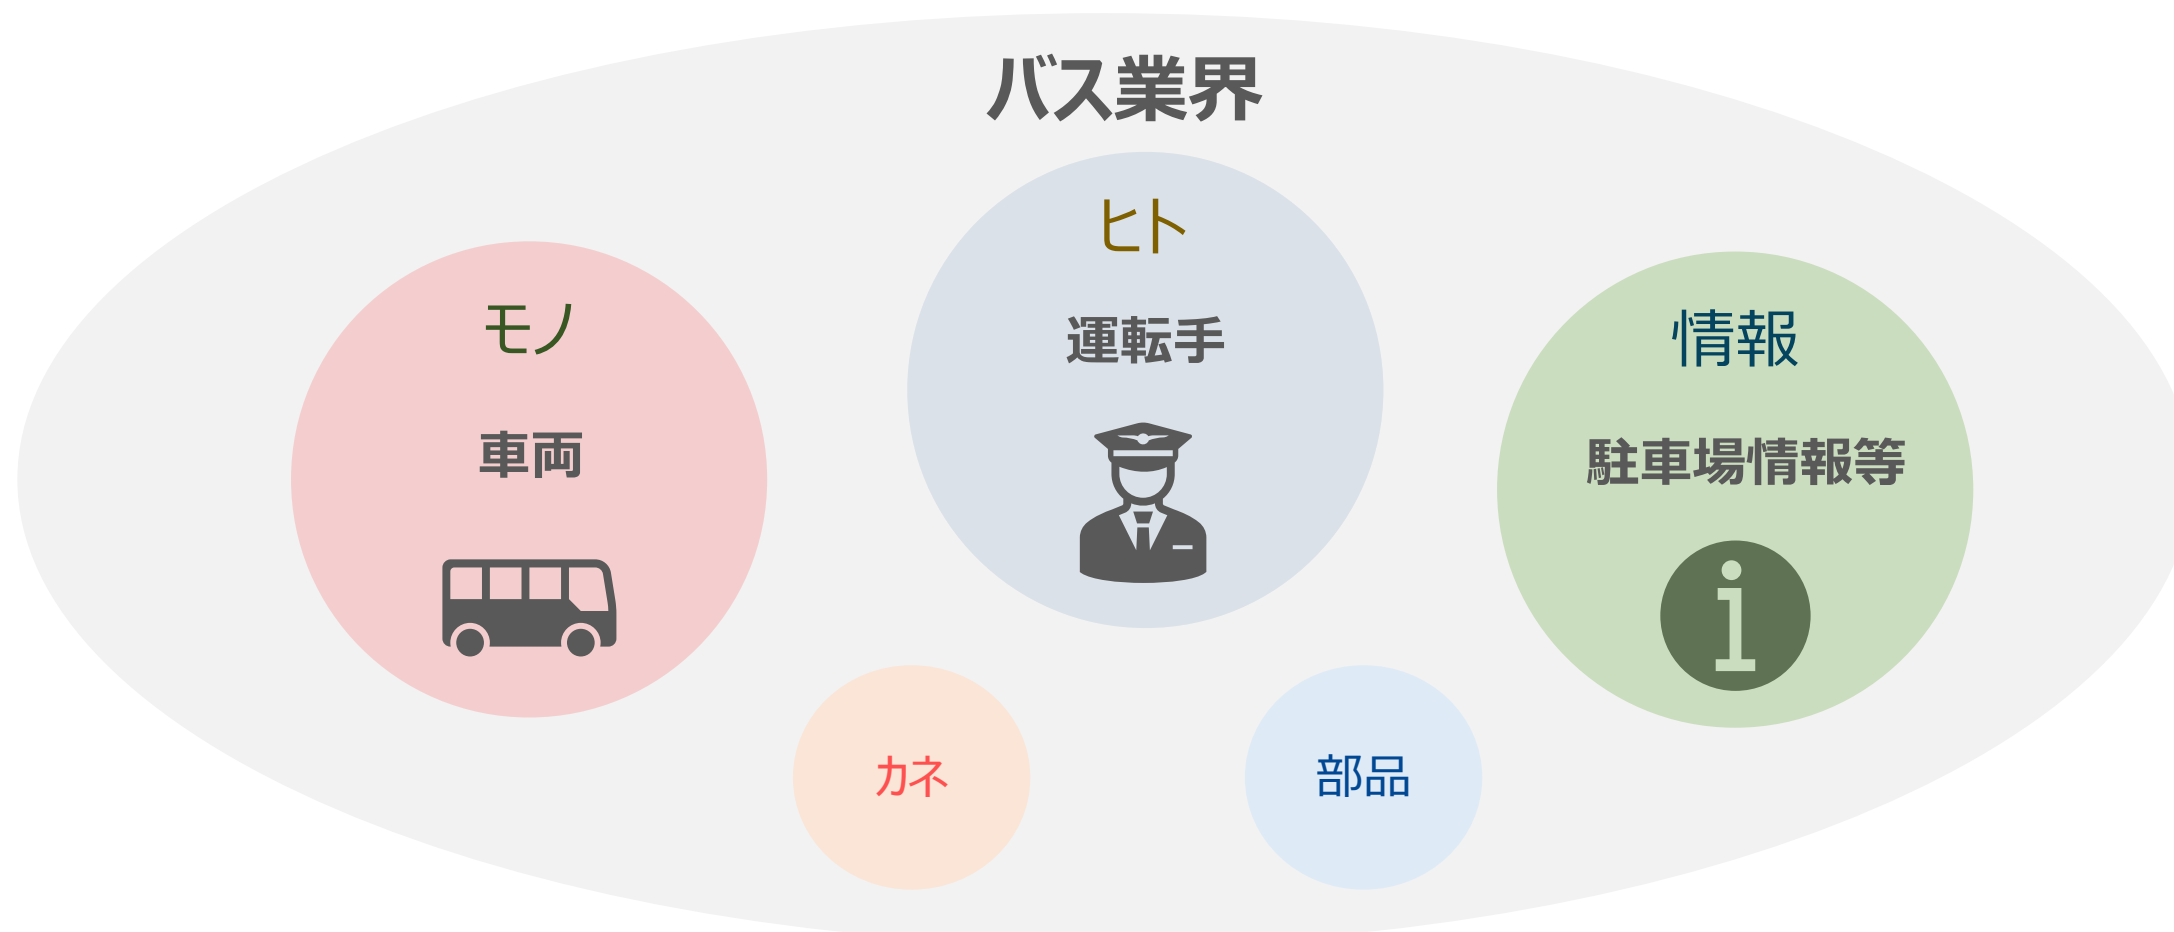 バス業界
ヒト
運転手
モノ
車両
情報
駐車場情報等
カネ
部品